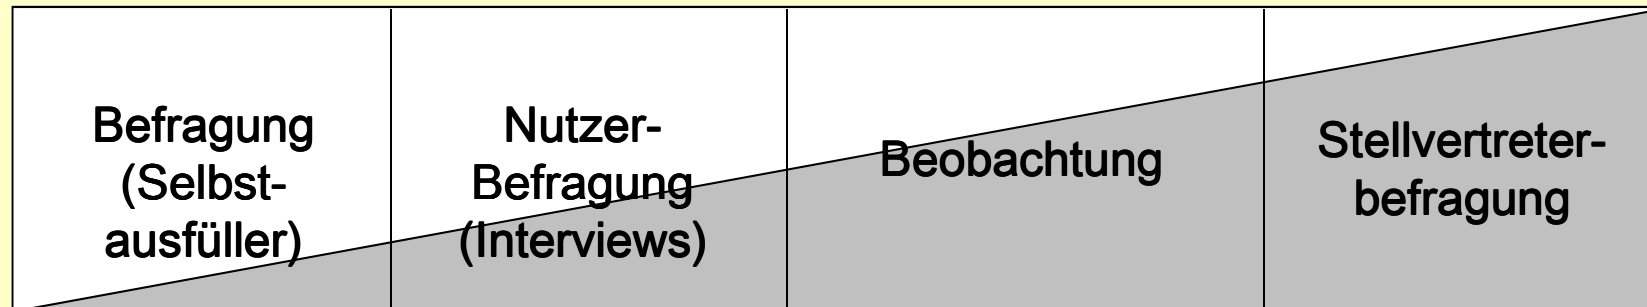 Befragung
(Selbst-
ausfüller)
Nutzer-
Befragung
(Interviews)
Beobachtung
Stellvertreter-
befragung